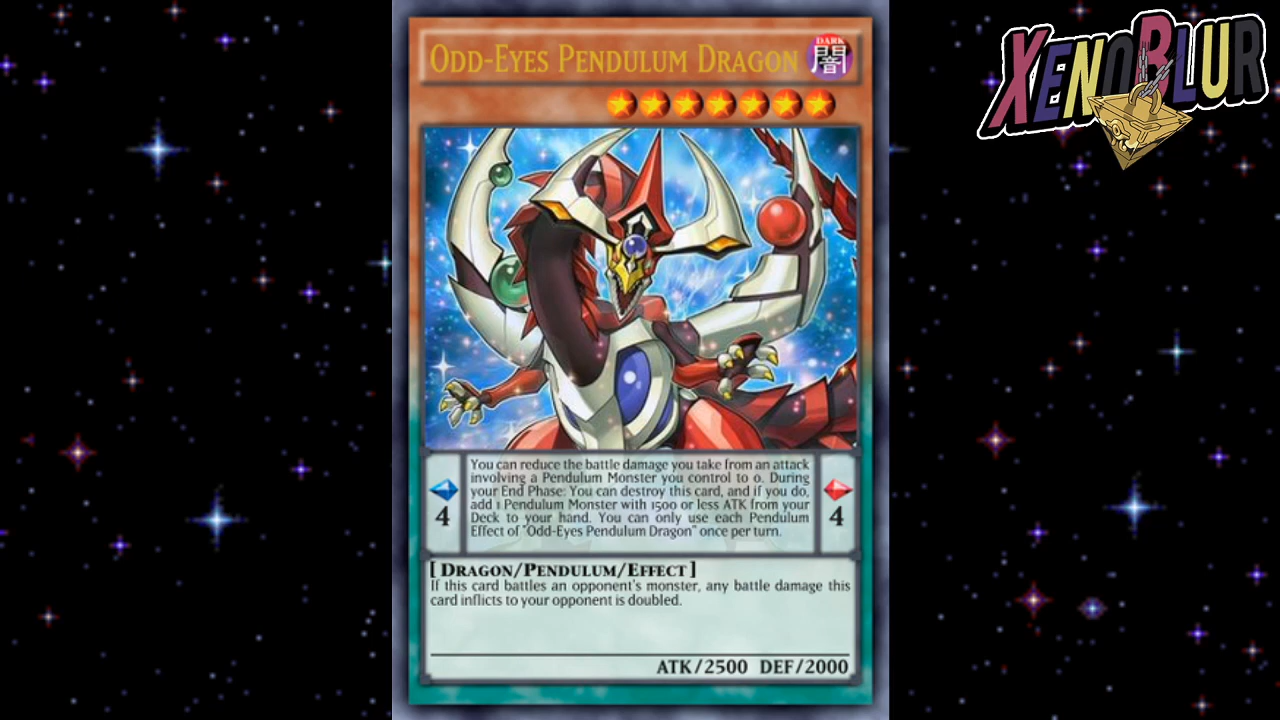 Odd-Eyes Pendulum Dragon
DARK
闇
XENOBLUR
You can reduce the battle damage you take from an attack
involving a Pendulum Monster you control to 0. During
your End Phase: You can destroy this card, and if you do,
add 1 Pendulum Monster with 1500 or less ATK from your
Deck to your hand. You can only use each Pendulum
Effect of "Odd-Eyes Pendulum Dragon" once per turn.
4
4
[ Dragon/Pendulum/Effect ]
If this card battles an opponent's monster, any battle damage this
card inflicts to your opponent is doubled.
ATK/2500 DEF/2000